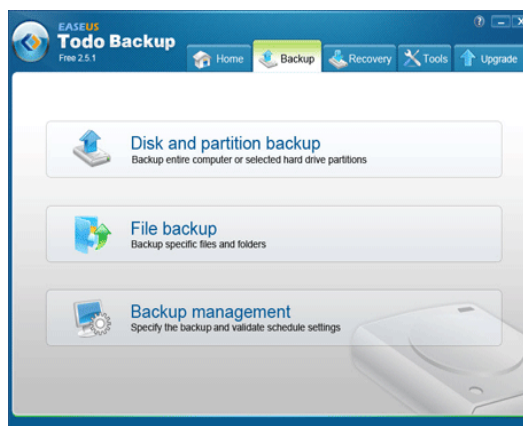 EASEUS
Todo Backup
Free 2.5.1
Home
Backup
Recovery
Tools
Upgrade
Disk and partition backup
Backup entire computer or selected hard drive partitions
File backup
Backup specific files and folders
Backup management
Specify the backup and validate schedule settings